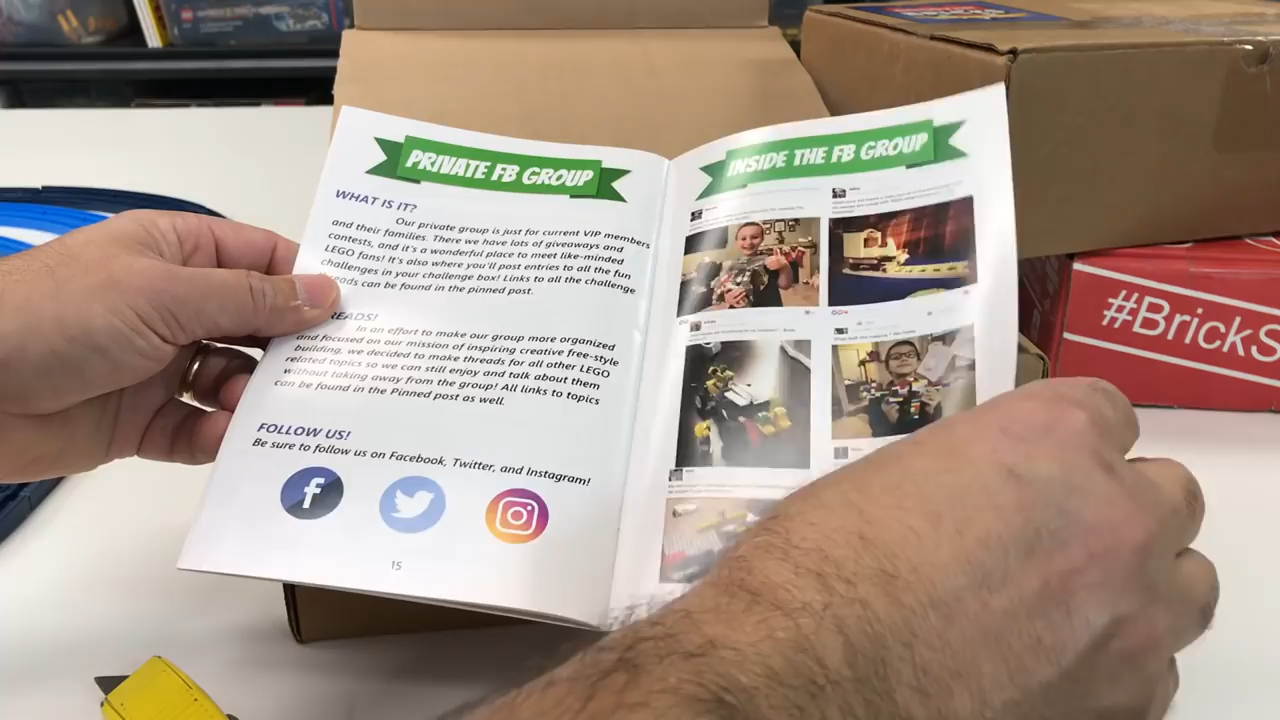 PRIVATE FB GROUP
WHAT IS IT?
Our private group is just for current VIP members
and their families. There we have lots of giveaways and
contests, and it's a wonderful place to meet like-minded
LEGO fans! It's also where you'll post entries to all the fun
challenges in your challenge box! Links to all the challenge
reads can be found in the pinned post.
READS!
In an effort to make our group more organized
and focused on our mission of inspiring creative free-style
building, we decided to make threads for all other LEGO
related topics so we can still enjoy and talk about them
without taking away from the group! All links to topics
can be found in the Pinned post as well.
FOLLOW US!
Be sure to follow us on Facebook, Twitter, and Instagram!
f
15
INSIDE THE FB GROUP
#BrickS